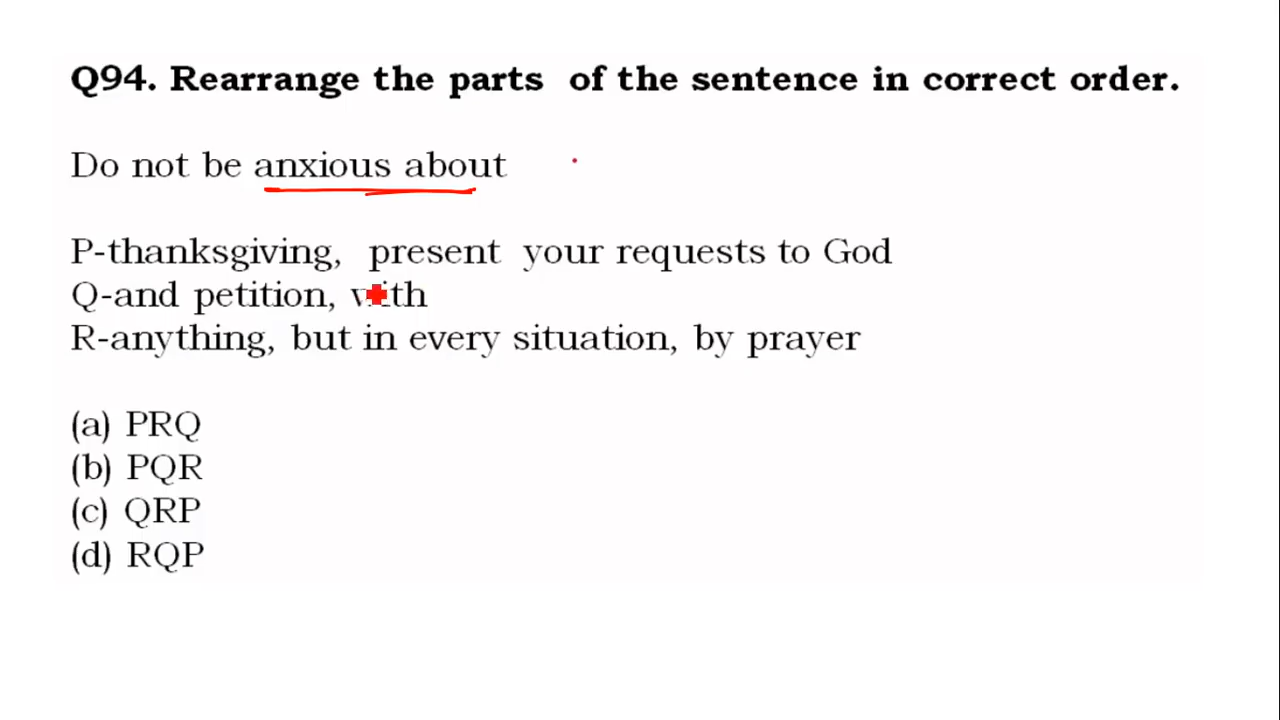 Q94. Rearrange the parts of the sentence in correct order.
Do not be anxious about
P-thanksgiving, present your requests to God
Q-and petition, with
R-anything, but in every situation, by prayer
(a) PRQ
(b) PQR
(c) QRP
(d) RQP